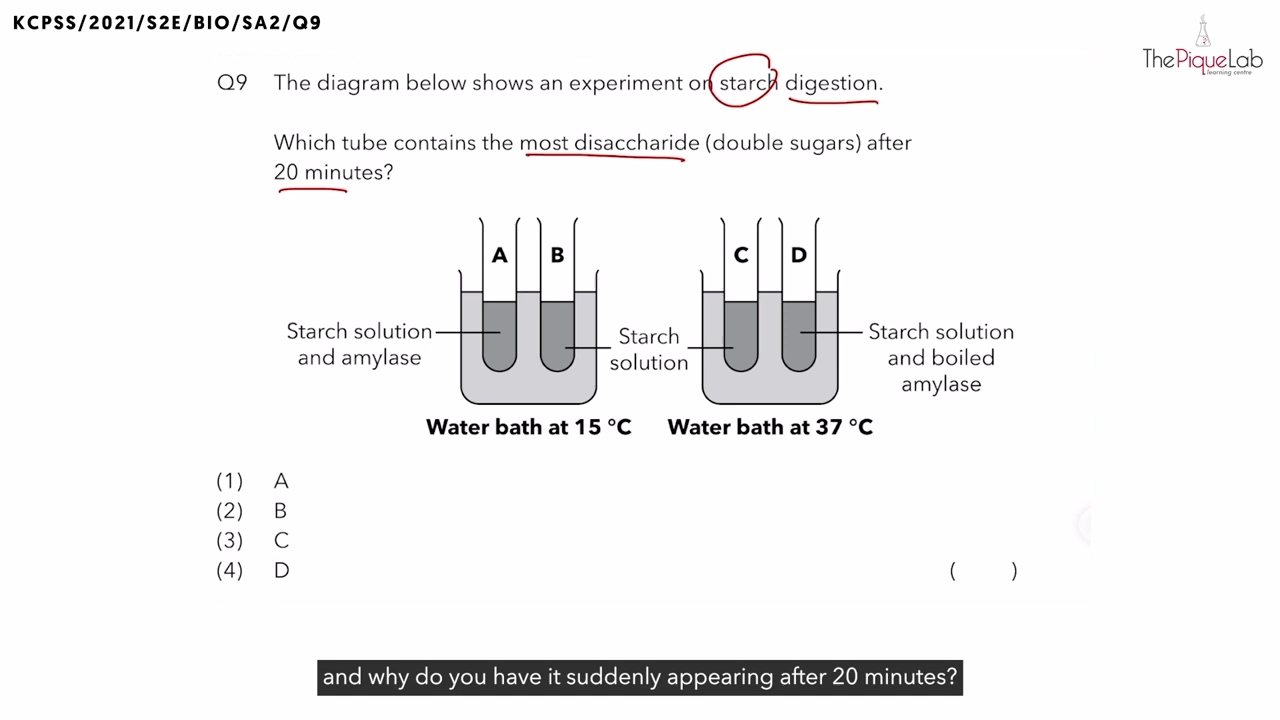 KCPSS/2021/S2E/BIO/SA2/Q9
ThePiqueLab
learning centre
Q9 The diagram below shows an experiment on starch digestion.
Which tube contains the most disaccharide (double sugars) after
20 minutes?
A B C D
Starch solution
and amylase
Starch
solution
Starch solution
and boiled
amylase
Water bath at 15 °C Water bath at 37 °C
(1) A
(2) B
(3) C
(4) D ( )
and why do you have it suddenly appearing after 20 minutes?